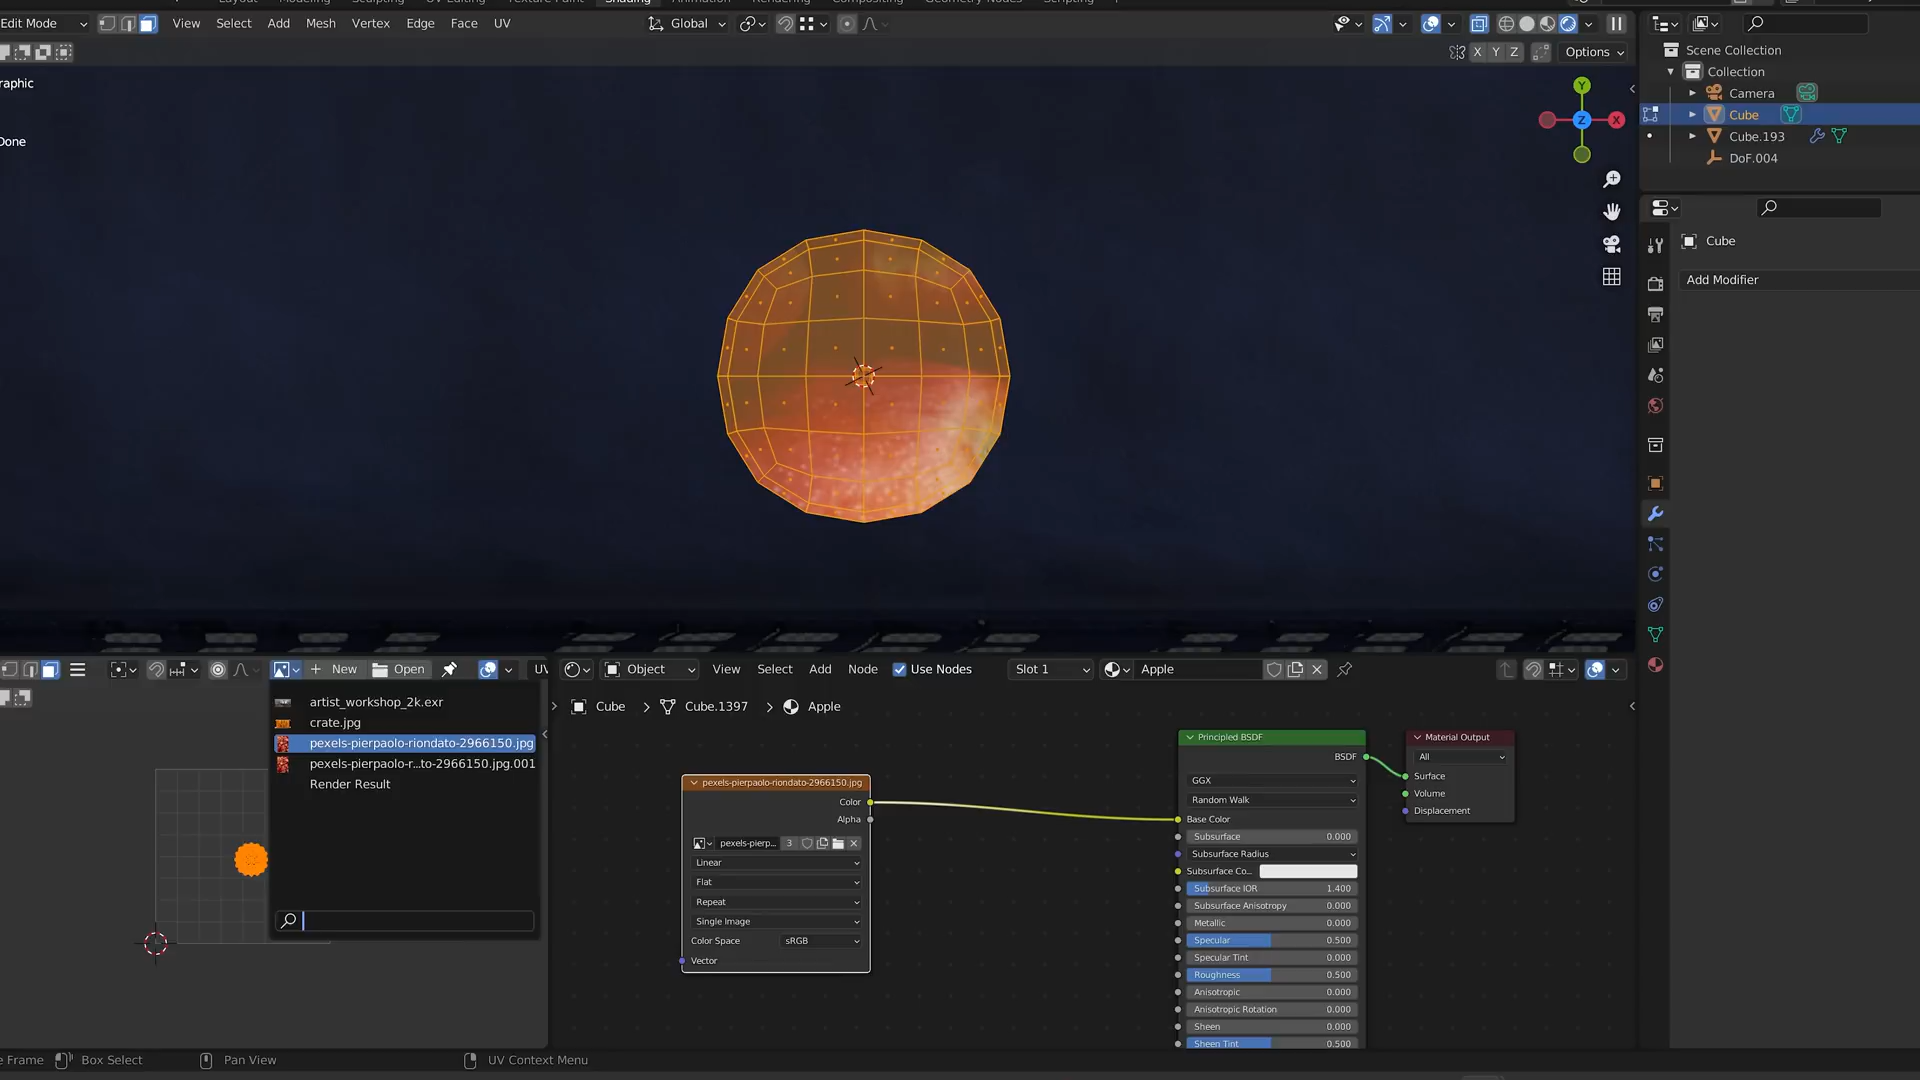 Edit Mode View Select Add Mesh Vertex Edge Face UV Global
X Y Z Options
raphic
Done
Y
Z X
Scene Collection
Collection
Camera
Cube
Cube.193
DoF.004
Cube
Add Modifier
New Open UV
Object View Select Add Node Use Nodes Slot 1 Apple
artist_workshop_2k.exr
crate.jpg
pexels-pierpaolo-riondato-2966150.jpg
pexels-pierpaolo-r...to-2966150.jpg.001
Render Result
Cube Cube.1397 Apple
pexels-pierpaolo-riondato-2966150.jpg
Color
Alpha
pexels-pierp... 3
Linear
Flat
Repeat
Single Image
Color Space sRGB
Vector
Principled BSDF
BSDF
GGX
Random Walk
Base Color
Subsurface 0.000
Subsurface Radius
Subsurface Co...
Subsurface IOR 1.400
Subsurface Anisotropy 0.000
Metallic 0.000
Specular 0.500
Specular Tint 0.000
Roughness 0.500
Anisotropic 0.000
Anisotropic Rotation 0.000
Sheen 0.000
Sheen Tint 0.500
Material Output
All
Surface
Volume
Displacement
e Frame Box Select Pan View UV Context Menu